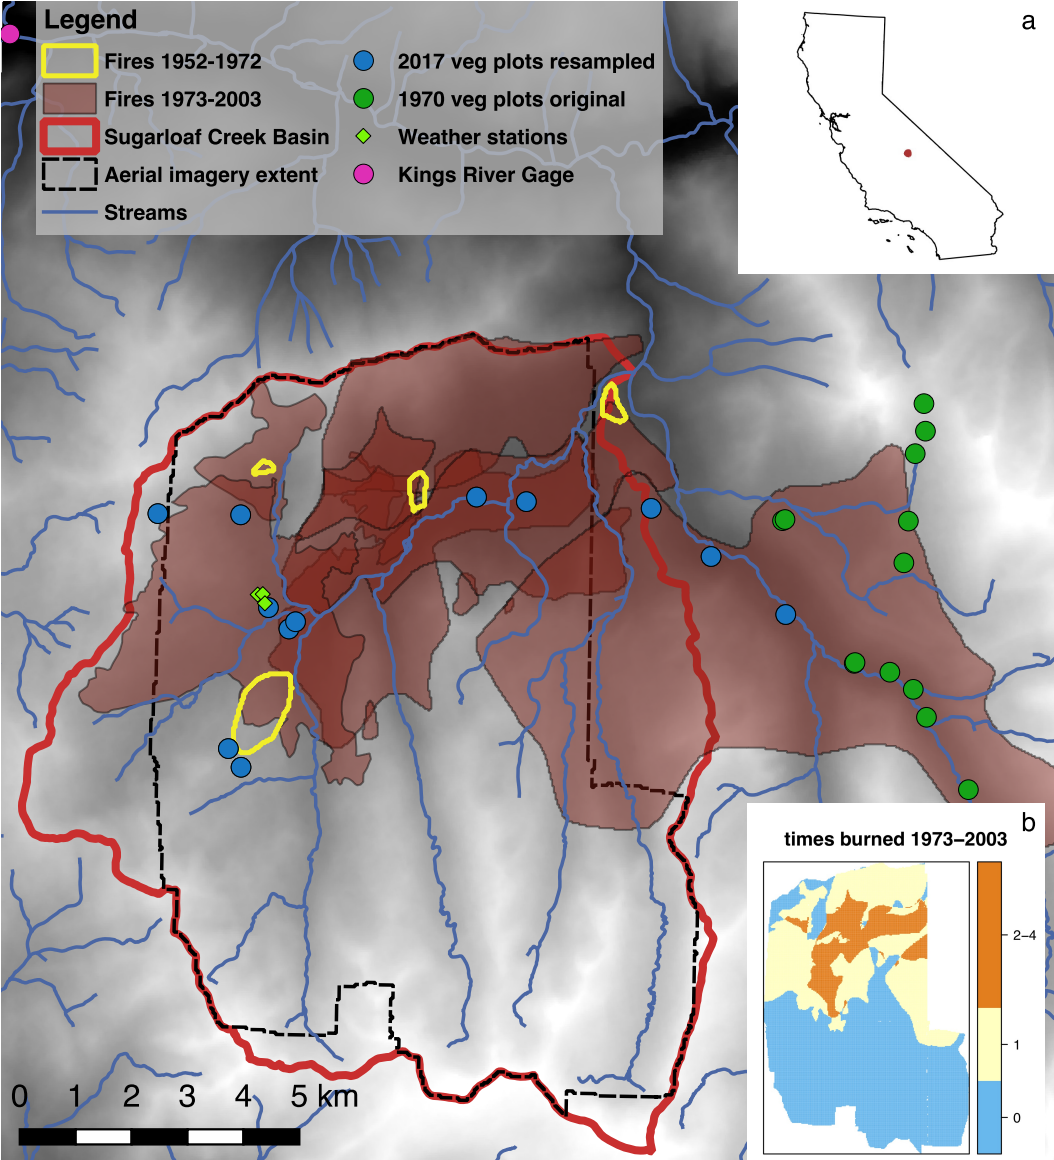 Legend
Fires 1952-1972
Fires 1973-2003
Sugarloaf Creek Basin
Aerial imagery extent
Streams
2017 veg plots resampled
1970 veg plots original
Weather stations
Kings River Gage
a
b
times burned 1973–2003
2–4
1
0
0 1 2 3 4 5 km